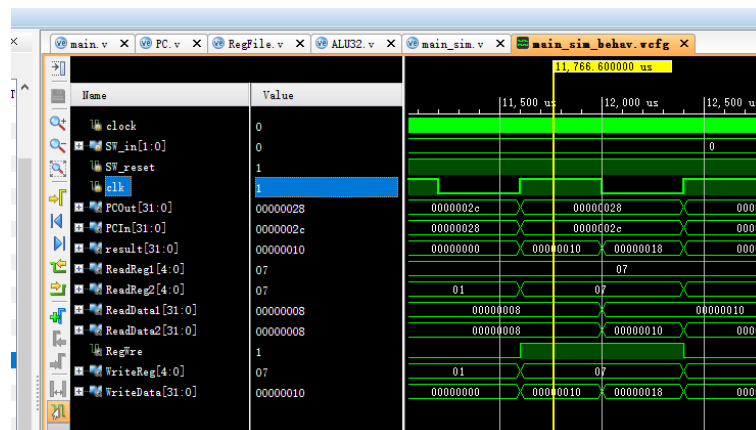 main.v X PC.v X RegFile.v X ALU32.v X main_sim.v X main_sim_behav.wcfg X
11,766.600000 us
Name Value
11,500 us 12,000 us 12,500 u
clock 0
SW_in[1:0] 0 0
SW_reset 1
clk 1
PCOut[31:0] 00000028 0000002c 00000028 000
PCIn[31:0] 0000002c 00000028 0000002c 000
result[31:0] 00000010 00000000 00000010 00000018 000
ReadReg1[4:0] 07 07
ReadReg2[4:0] 07 01 07
ReadData1[31:0] 00000008 00000008 00000010
ReadData2[31:0] 00000008 00000008 00000010 000
RegWre 1
WriteReg[4:0] 07 01 07
WriteData[31:0] 00000010 00000000 00000010 00000018 000